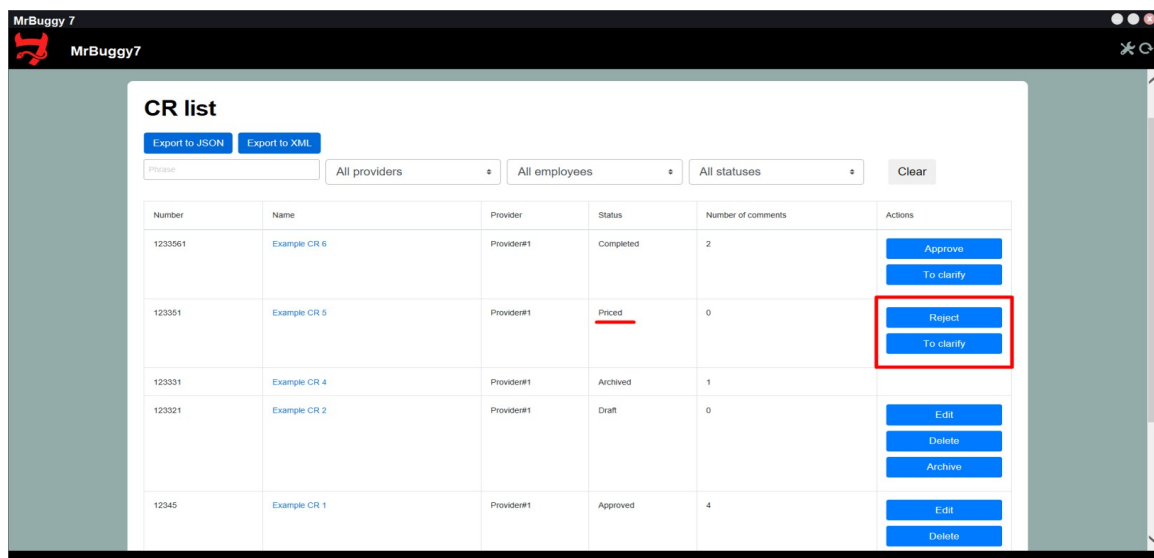 MrBuggy 7
MrBuggy7
CR list
Export to JSON Export to XML
Phrase All providers All employees All statuses Clear
Number Name Provider Status Number of comments Actions
1233561 Example CR 6 Provider#1 Completed 2 Approve
To clarify
123351 Example CR 5 Provider#1 Priced 0 Reject
To clarify
123331 Example CR 4 Provider#1 Archived 1
123321 Example CR 2 Provider#1 Draft 0 Edit
Delete
Archive
12345 Example CR 1 Provider#1 Approved 4 Edit
Delete